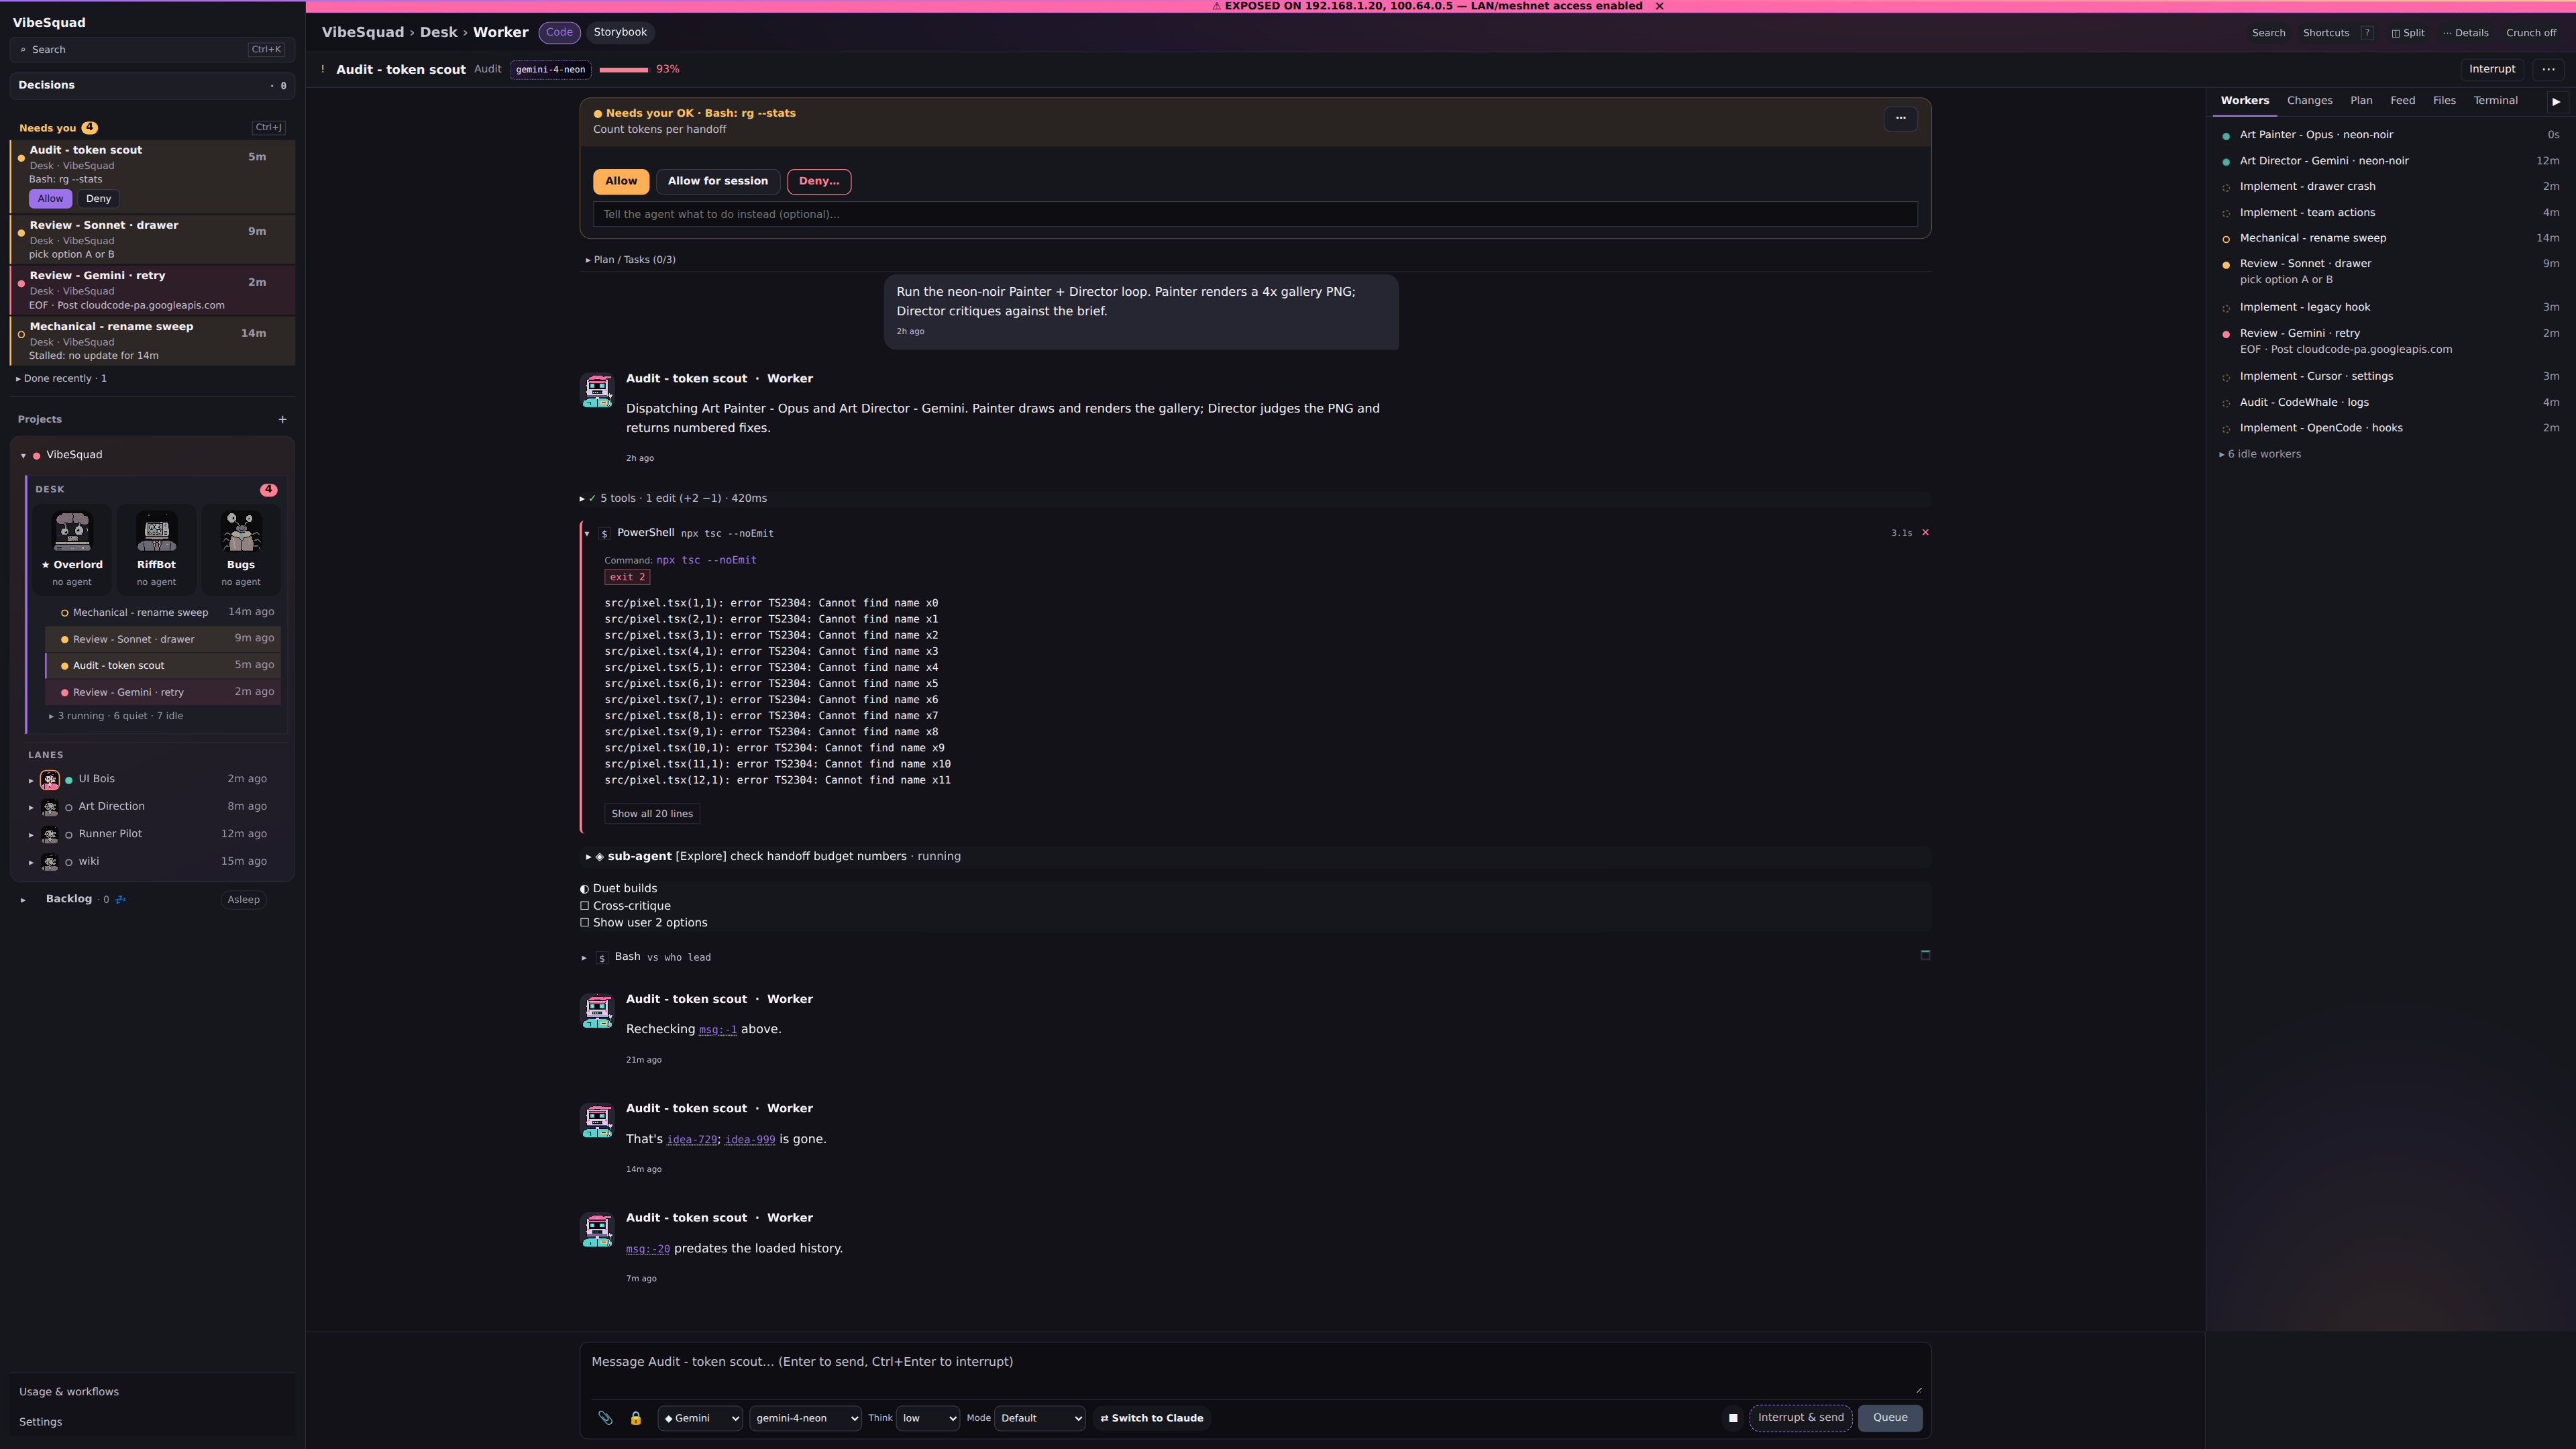 ⚠ EXPOSED ON 192.168.1.20, 100.64.0.5 — LAN/meshnet access enabled ✕
VibeSquad
Search Ctrl+K
Decisions · 0
Needs you 4 Ctrl+J
Audit - token scout 5m
Desk · VibeSquad
Bash: rg --stats
Allow Deny
Review - Sonnet · drawer 9m
Desk · VibeSquad
pick option A or B
Review - Gemini · retry 2m
Desk · VibeSquad
EOF · Post cloudcode-pa.googleapis.com
Mechanical - rename sweep 14m
Desk · VibeSquad
Stalled: no update for 14m
▸ Done recently · 1
Projects +
▾ VibeSquad
DESK 4
★ Overlord RiffBot Bugs
no agent no agent no agent
Mechanical - rename sweep 14m ago
Review - Sonnet · drawer 9m ago
Audit - token scout 5m ago
Review - Gemini · retry 2m ago
▸ 3 running · 6 quiet · 7 idle
LANES
▸ UI Bois 2m ago
▸ Art Direction 8m ago
▸ Runner Pilot 12m ago
▸ wiki 15m ago
▸ Backlog · 0 💤 Asleep
Usage & workflows
Settings
VibeSquad › Desk › Worker Code Storybook
Search Shortcuts ? ◫ Split ⋯ Details Crunch off
! Audit - token scout Audit gemini-4-neon 93%
Interrupt ⋯
● Needs your OK · Bash: rg --stats ⋯
Count tokens per handoff
Allow Allow for session Deny…
Tell the agent what to do instead (optional)…
▸ Plan / Tasks (0/3)
Run the neon-noir Painter + Director loop. Painter renders a 4x gallery PNG;
Director critiques against the brief.
2h ago
Audit - token scout · Worker
Dispatching Art Painter - Opus and Art Director - Gemini. Painter draws and renders the gallery; Director judges the PNG and
returns numbered fixes.
2h ago
▸ ✓ 5 tools · 1 edit (+2 −1) · 420ms
▾ $ PowerShell npx tsc --noEmit 3.1s ✕
Command: npx tsc --noEmit
exit 2
src/pixel.tsx(1,1): error TS2304: Cannot find name x0
src/pixel.tsx(2,1): error TS2304: Cannot find name x1
src/pixel.tsx(3,1): error TS2304: Cannot find name x2
src/pixel.tsx(4,1): error TS2304: Cannot find name x3
src/pixel.tsx(5,1): error TS2304: Cannot find name x4
src/pixel.tsx(6,1): error TS2304: Cannot find name x5
src/pixel.tsx(7,1): error TS2304: Cannot find name x6
src/pixel.tsx(8,1): error TS2304: Cannot find name x7
src/pixel.tsx(9,1): error TS2304: Cannot find name x8
src/pixel.tsx(10,1): error TS2304: Cannot find name x9
src/pixel.tsx(11,1): error TS2304: Cannot find name x10
src/pixel.tsx(12,1): error TS2304: Cannot find name x11
Show all 20 lines
▸ ◈ sub-agent [Explore] check handoff budget numbers · running
◐ Duet builds
☐ Cross-critique
☐ Show user 2 options
▸ $ Bash vs who lead
Audit - token scout · Worker
Rechecking msg:-1 above.
21m ago
Audit - token scout · Worker
That's idea-729; idea-999 is gone.
14m ago
Audit - token scout · Worker
msg:-20 predates the loaded history.
7m ago
Message Audit - token scout… (Enter to send, Ctrl+Enter to interrupt)
📎 🔒 ◆ Gemini gemini-4-neon Think low Mode Default ⇄ Switch to Claude
■ Interrupt & send Queue
Workers Changes Plan Feed Files Terminal ▶
Art Painter - Opus · neon-noir 0s
Art Director - Gemini · neon-noir 12m
Implement - drawer crash 2m
Implement - team actions 4m
Mechanical - rename sweep 14m
Review - Sonnet · drawer 9m
pick option A or B
Implement - legacy hook 3m
Review - Gemini · retry 2m
EOF · Post cloudcode-pa.googleapis.com
Implement - Cursor · settings 3m
Audit - CodeWhale · logs 4m
Implement - OpenCode · hooks 2m
▸ 6 idle workers